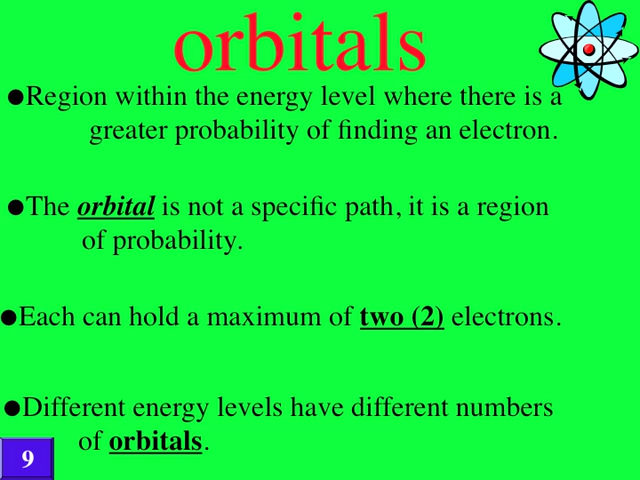 orbitals
●Region within the energy level where there is a
greater probability of finding an electron.
●The orbital is not a specific path, it is a region
of probability.
●Each can hold a maximum of two (2) electrons.
●Different energy levels have different numbers
of orbitals.
9